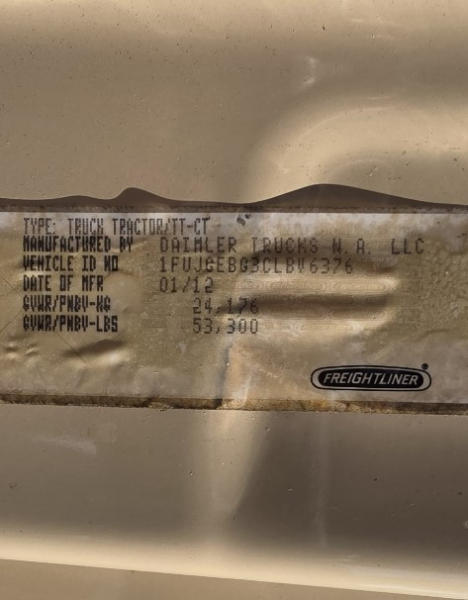 TYPE: TRUCK TRACTOR/TT-CT
MANUFACTURED BY DAIMLER TRUCKS N.A. LLC
VEHICLE ID NO 1FUJGEBG3CLBV6376
DATE OF MFR 01/12
GVWR/PNBV-KG 24,176
GVWR/PNBV-LBS 53,300
FREIGHTLINER